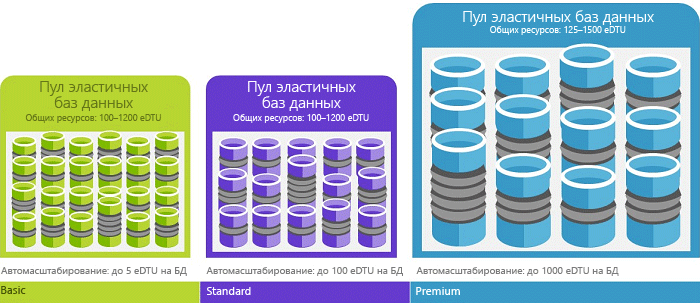 Пул эластичных
баз данных
Общих ресурсов: 100–1200 eDTU
Автомасштабирование: до 5 eDTU на БД
Basic
Пул эластичных
баз данных
Общих ресурсов: 100–1200 eDTU
Автомасштабирование: до 100 eDTU на БД
Standard
Пул эластичных баз данных
Общих ресурсов: 125–1500 eDTU
Автомасштабирование: до 1000 eDTU на БД
Premium